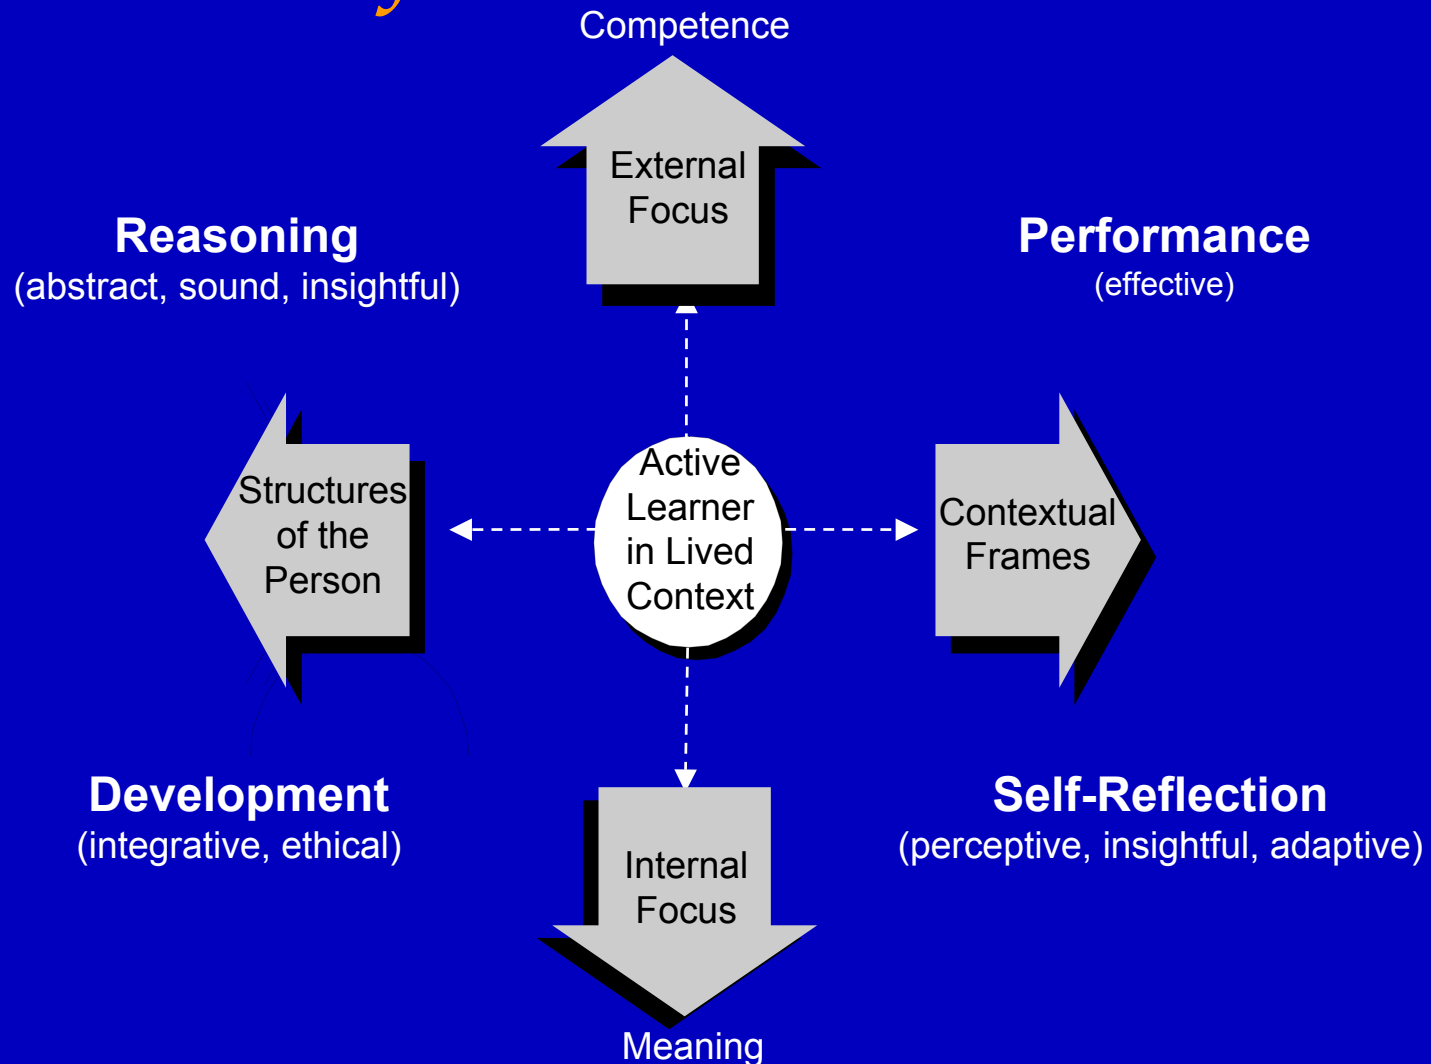 Competence
External
Focus
Reasoning
(abstract, sound, insightful)
Performance
(effective)
Structures
of the
Person
Active
Learner
in Lived
Context
Contextual
Frames
Development
(integrative, ethical)
Self-Reflection
(perceptive, insightful, adaptive)
Internal
Focus
Meaning